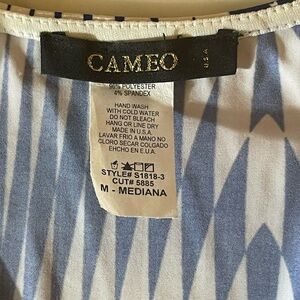 CAMEO
U.S.A
96% POLYESTER
4% SPANDEX
HAND WASH
WITH COLD WATER
DO NOT BLEACH
HANG OR LINE DRY
MADE IN U.S.A.
LAVAR FRIO A MANO NO
CLORO SECAR COLGADO
EHCHO EN E.U.A.
STYLE# S1818-3
CUT# 5885
M - MEDIANA